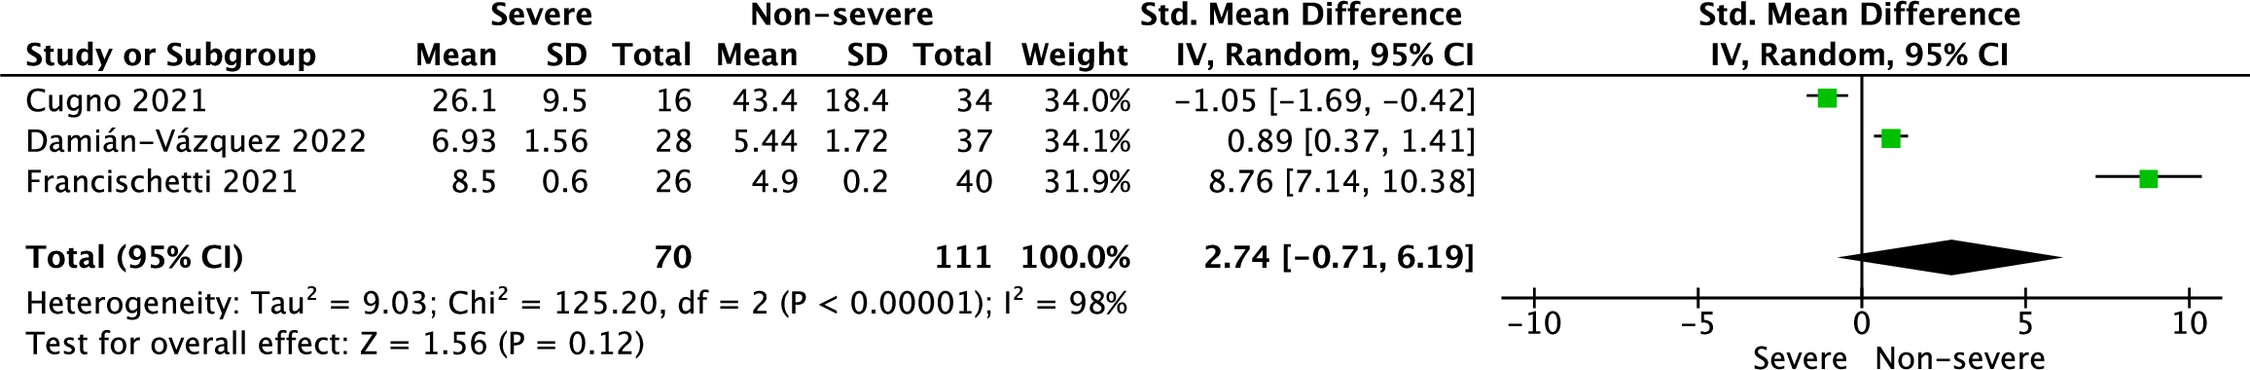 Severe Non-severe Std. Mean Difference Std. Mean Difference
Study or Subgroup Mean SD Total Mean SD Total Weight IV, Random, 95% CI IV, Random, 95% CI
Cugno 2021 26.1 9.5 16 43.4 18.4 34 34.0% −1.05 [−1.69, −0.42]
Damián-Vázquez 2022 6.93 1.56 28 5.44 1.72 37 34.1% 0.89 [0.37, 1.41]
Francischetti 2021 8.5 0.6 26 4.9 0.2 40 31.9% 8.76 [7.14, 10.38]
Total (95% CI) 70 111 100.0% 2.74 [−0.71, 6.19]
Heterogeneity: Tau² = 9.03; Chi² = 125.20, df = 2 (P < 0.00001); I² = 98%
−10 −5 0 5 10
Test for overall effect: Z = 1.56 (P = 0.12)
Severe Non-severe